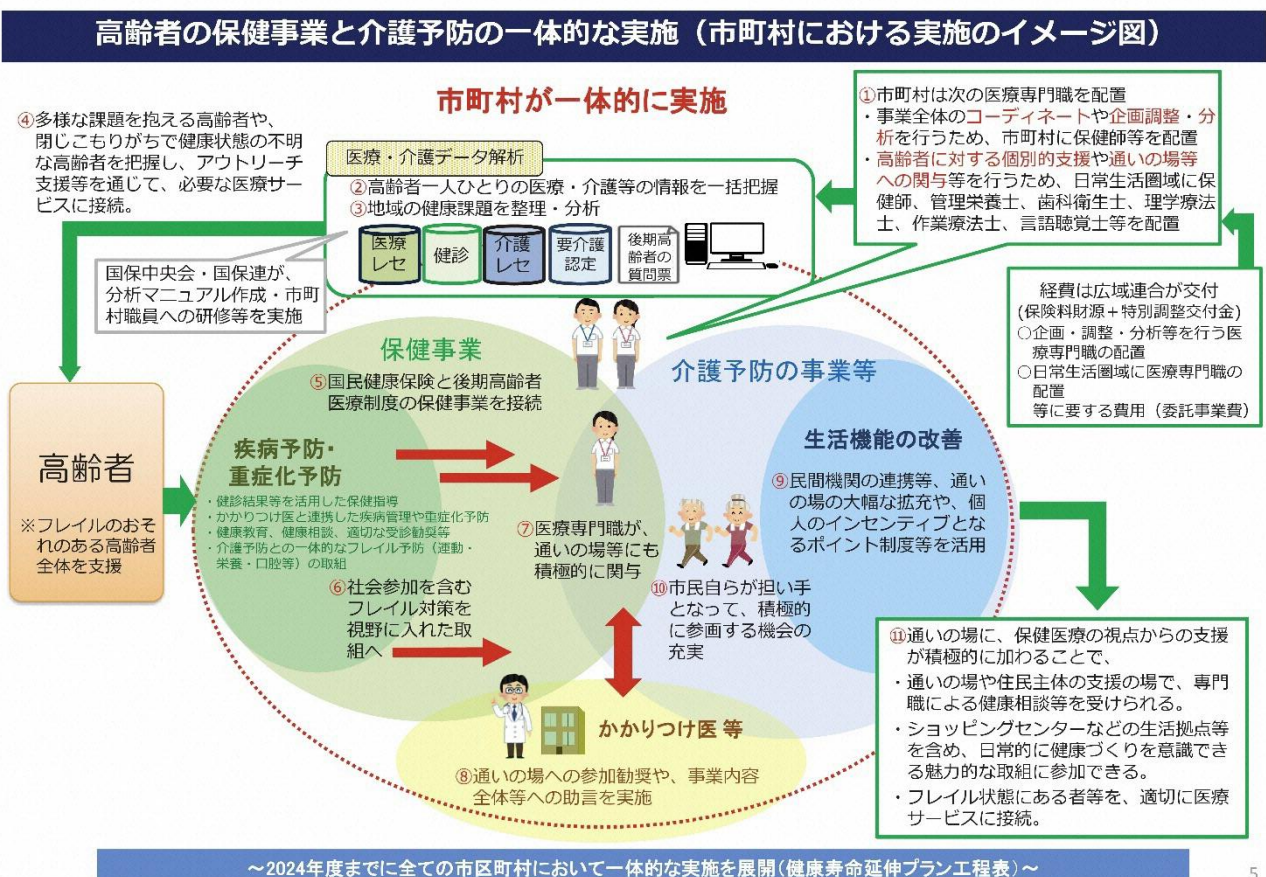 高齢者の保健事業と介護予防の一体的な実施（市町村における実施のイメージ図）
市町村が一体的に実施
④多様な課題を抱える高齢者や、
閉じこもりがちで健康状態の不明
な高齢者を把握し、アウトリーチ
支援等を通じて、必要な医療サー
ビスに接続。
医療・介護データ解析
②高齢者一人ひとりの医療・介護等の情報を一括把握
③地域の健康課題を整理・分析
医療
レセ
健診
介護
レセ
要介護
認定
後期高
齢者の
質問票
①市町村は次の医療専門職を配置
・事業全体のコーディネートや企画調整・分
析を行うため、市町村に保健師等を配置
・高齢者に対する個別的支援や通いの場等
への関与等を行うため、日常生活圏域に保
健師、管理栄養士、歯科衛生士、理学療法
士、作業療法士、言語聴覚士等を配置
国保中央会・国保連が、
分析マニュアル作成・市町
村職員への研修等を実施
経費は広域連合が交付
(保険料財源＋特別調整交付金)
○企画・調整・分析等を行う医
療専門職の配置
○日常生活圏域に医療専門職の
配置
等に要する費用（委託事業費）
高齢者
※フレイルのおそ
れのある高齢者
全体を支援
保健事業
⑤国民健康保険と後期高齢者
医療制度の保健事業を接続
疾病予防・
重症化予防
・健診結果等を活用した保健指導
・かかりつけ医と連携した疾病管理や重症化予防
・健康教育、健康相談、適切な受診勧奨等
・介護予防との一体的なフレイル予防（運動・
栄養・口腔等）の取組
⑥社会参加を含む
フレイル対策を
視野に入れた取
組へ
⑦医療専門職が、
通いの場等にも
積極的に関与
介護予防の事業等
生活機能の改善
⑨民間機関の連携等、通い
の場の大幅な拡充や、個
人のインセンティブとな
るポイント制度等を活用
⑩市民自らが担い手
となって、積極的
に参画する機会の
充実
かかりつけ医 等
⑧通いの場への参加勧奨や、事業内容
全体等への助言を実施
⑪通いの場に、保健医療の視点からの支援
が積極的に加わることで、
・通いの場や住民主体の支援の場で、専門
職による健康相談等を受けられる。
・ショッピングセンターなどの生活拠点等
を含め、日常的に健康づくりを意識でき
る魅力的な取組に参加できる。
・フレイル状態にある者等を、適切に医療
サービスに接続。
～2024年度までに全ての市区町村において一体的な実施を展開(健康寿命延伸プラン工程表)～
5